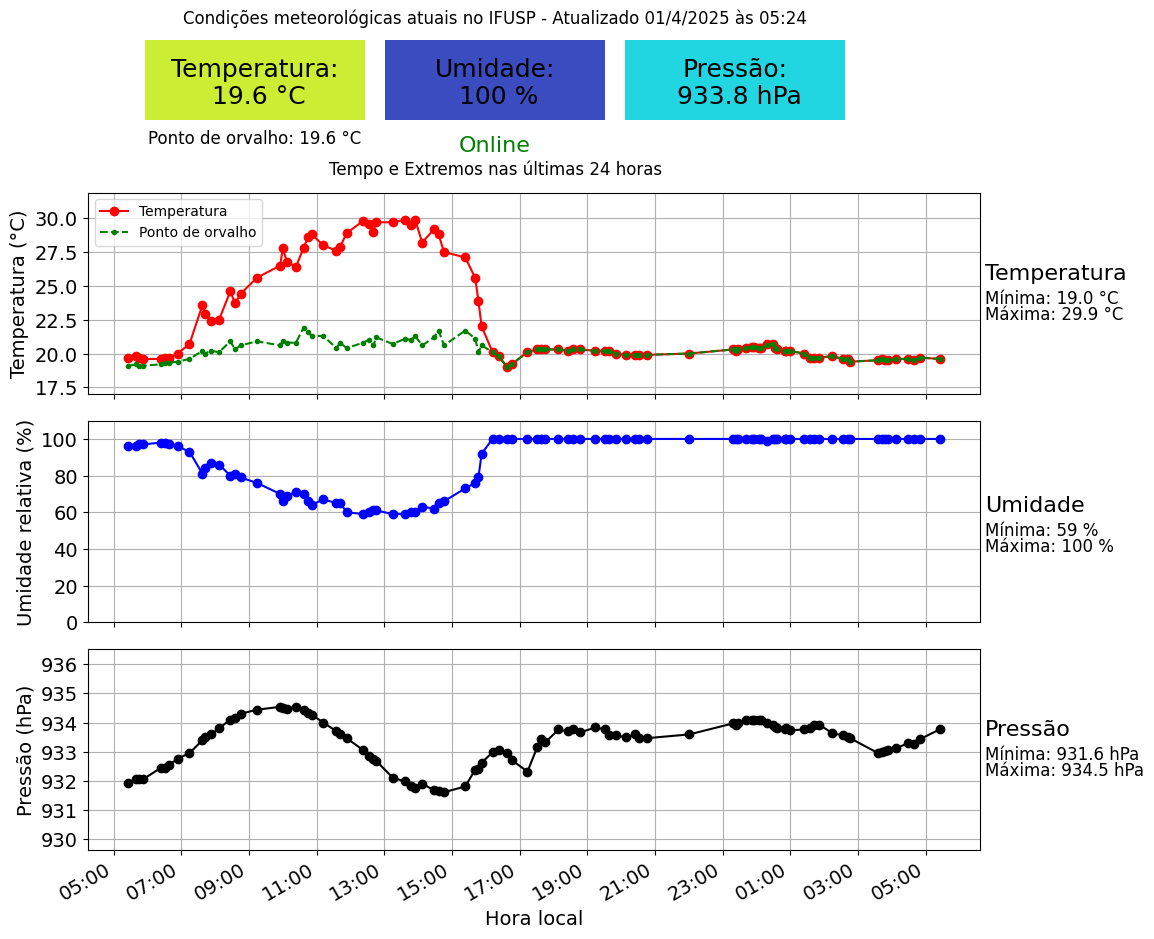 Condições meteorológicas atuais no IFUSP - Atualizado 01/4/2025 às 05:24
Temperatura:
19.6 °C
Umidade:
100 %
Pressão:
933.8 hPa
Ponto de orvalho: 19.6 °C
Online
Tempo e Extremos nas últimas 24 horas
Temperatura (°C)
30.0
27.5
25.0
22.5
20.0
17.5
Temperatura
Ponto de orvalho
Temperatura
Mínima: 19.0 °C
Máxima: 29.9 °C
Umidade relativa (%)
100
80
60
40
20
0
Umidade
Mínima: 59 %
Máxima: 100 %
Pressão (hPa)
936
935
934
933
932
931
930
Pressão
Mínima: 931.6 hPa
Máxima: 934.5 hPa
05:00 07:00 09:00 11:00 13:00 15:00 17:00 19:00 21:00 23:00 01:00 03:00 05:00
Hora local